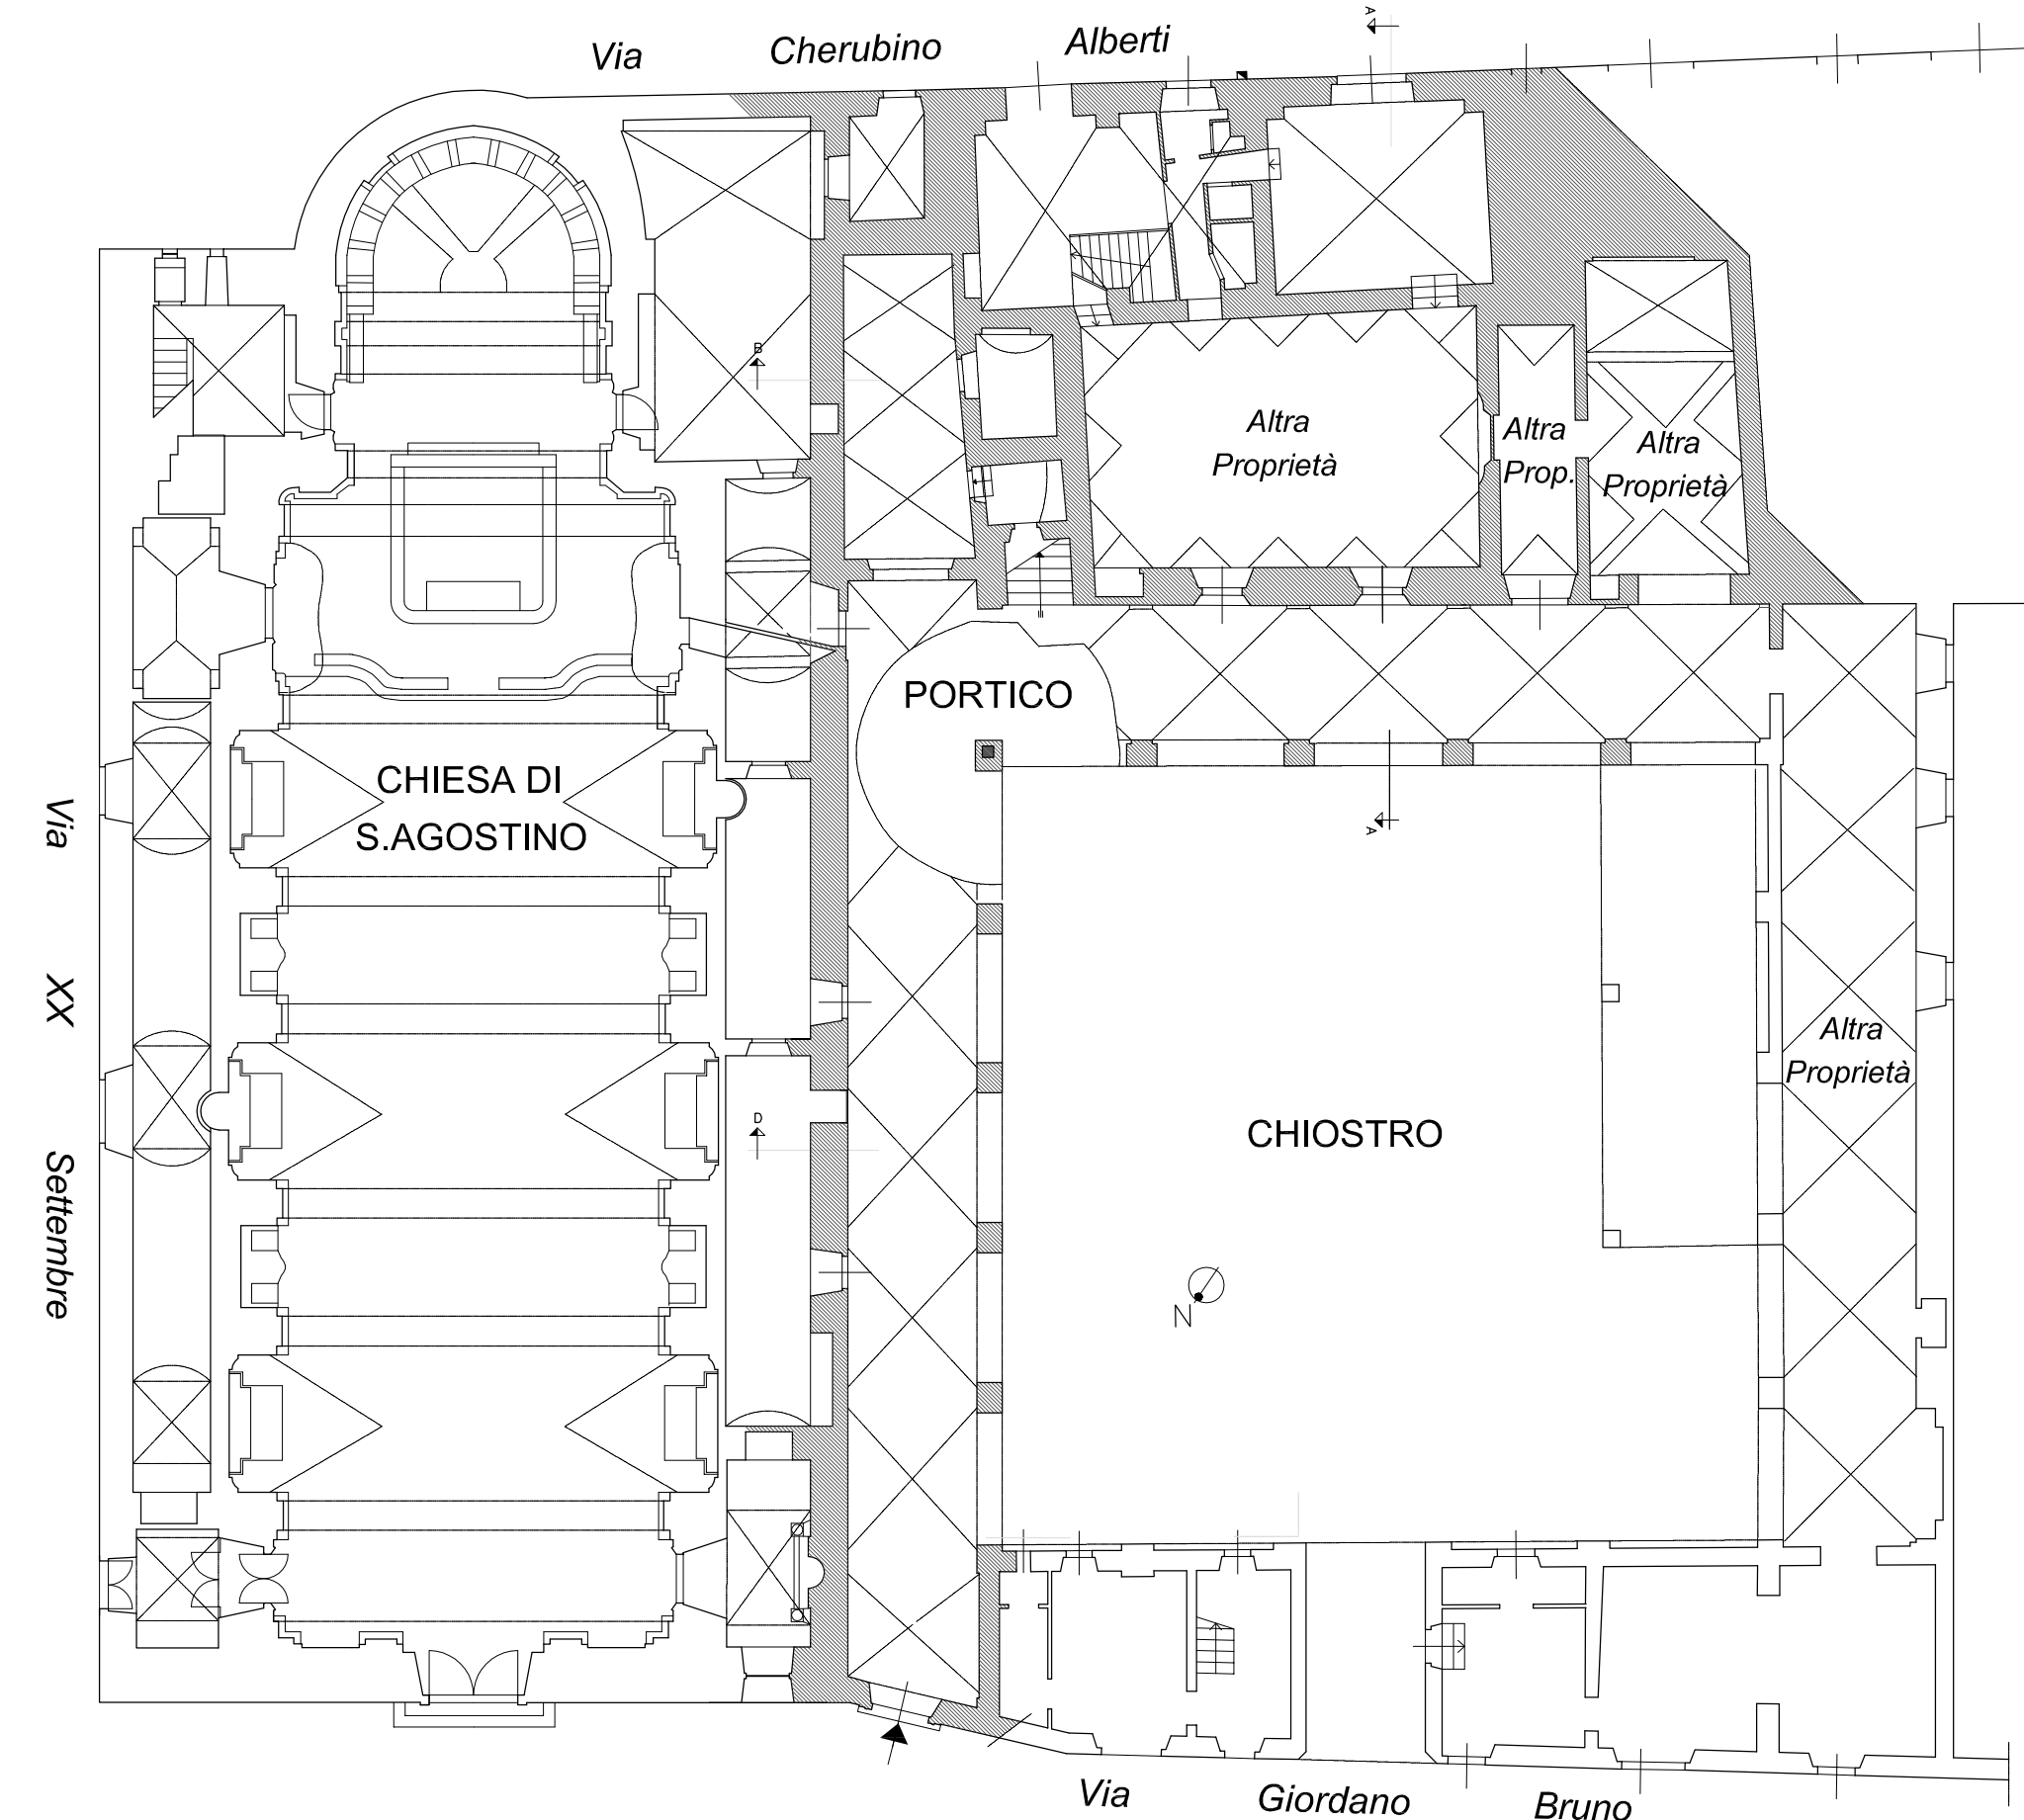 Via Cherubino Alberti
A
B
Altra
Proprietà
Altra
Prop.
Altra
Proprietà
PORTICO
CHIESA DI
S.AGOSTINO
A
Via XX Settembre
Altra
Proprietà
D
CHIOSTRO
N
Via Giordano Bruno